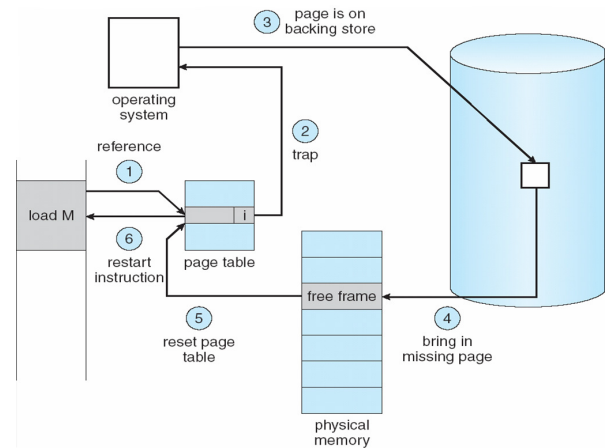 3
page is on
backing store
operating
system
2
trap
reference
1
load M
i
6
restart
instruction
page table
free frame
5
reset page
table
4
bring in
missing page
physical
memory